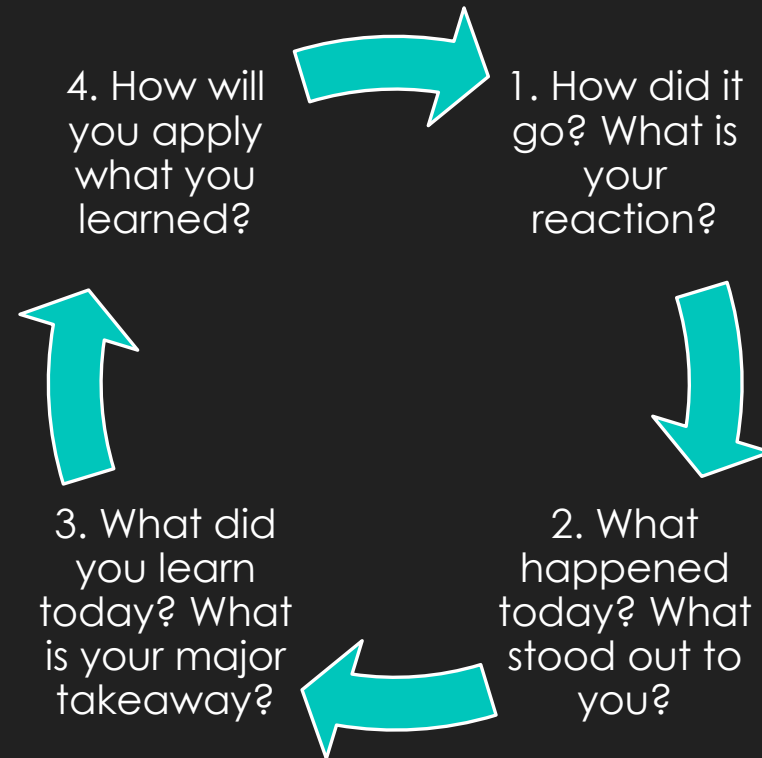 1. How did it
go? What is
your
reaction?
2. What
happened
today? What
stood out to
you?
3. What did
you learn
today? What
is your major
takeaway?
4. How will
you apply
what you
learned?